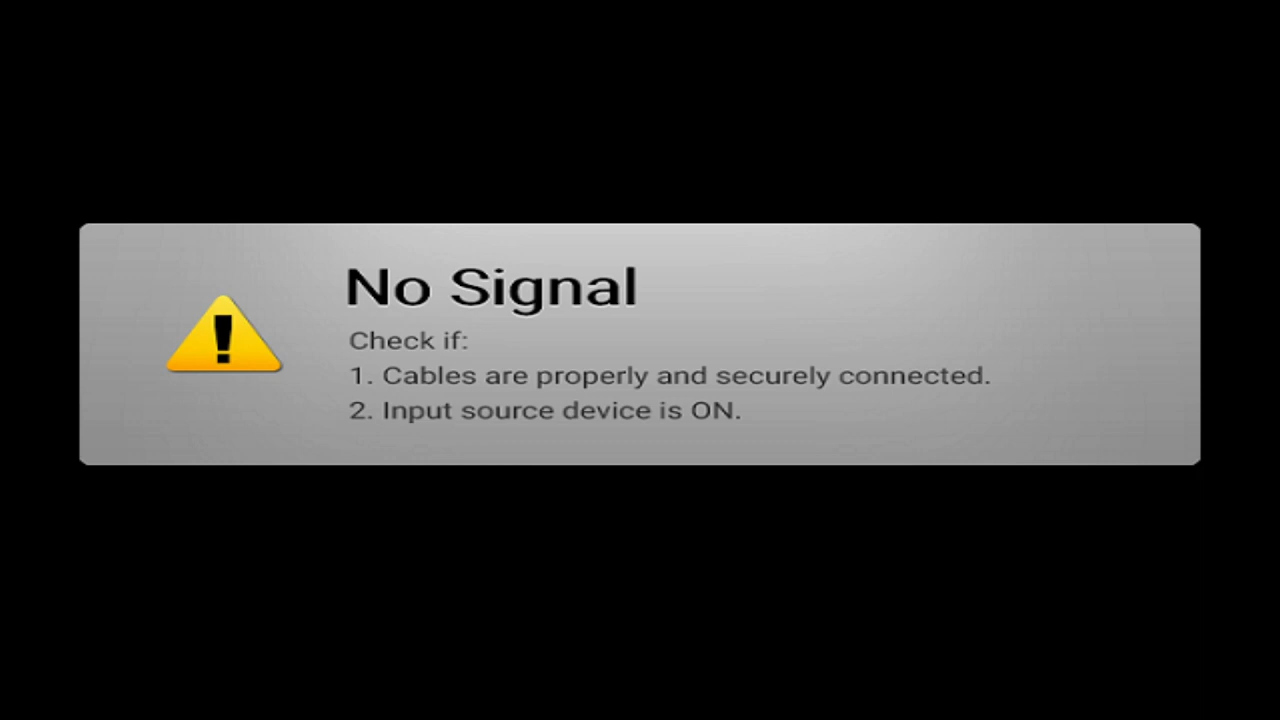 No Signal
Check if:
1. Cables are properly and securely connected.
2. Input source device is ON.